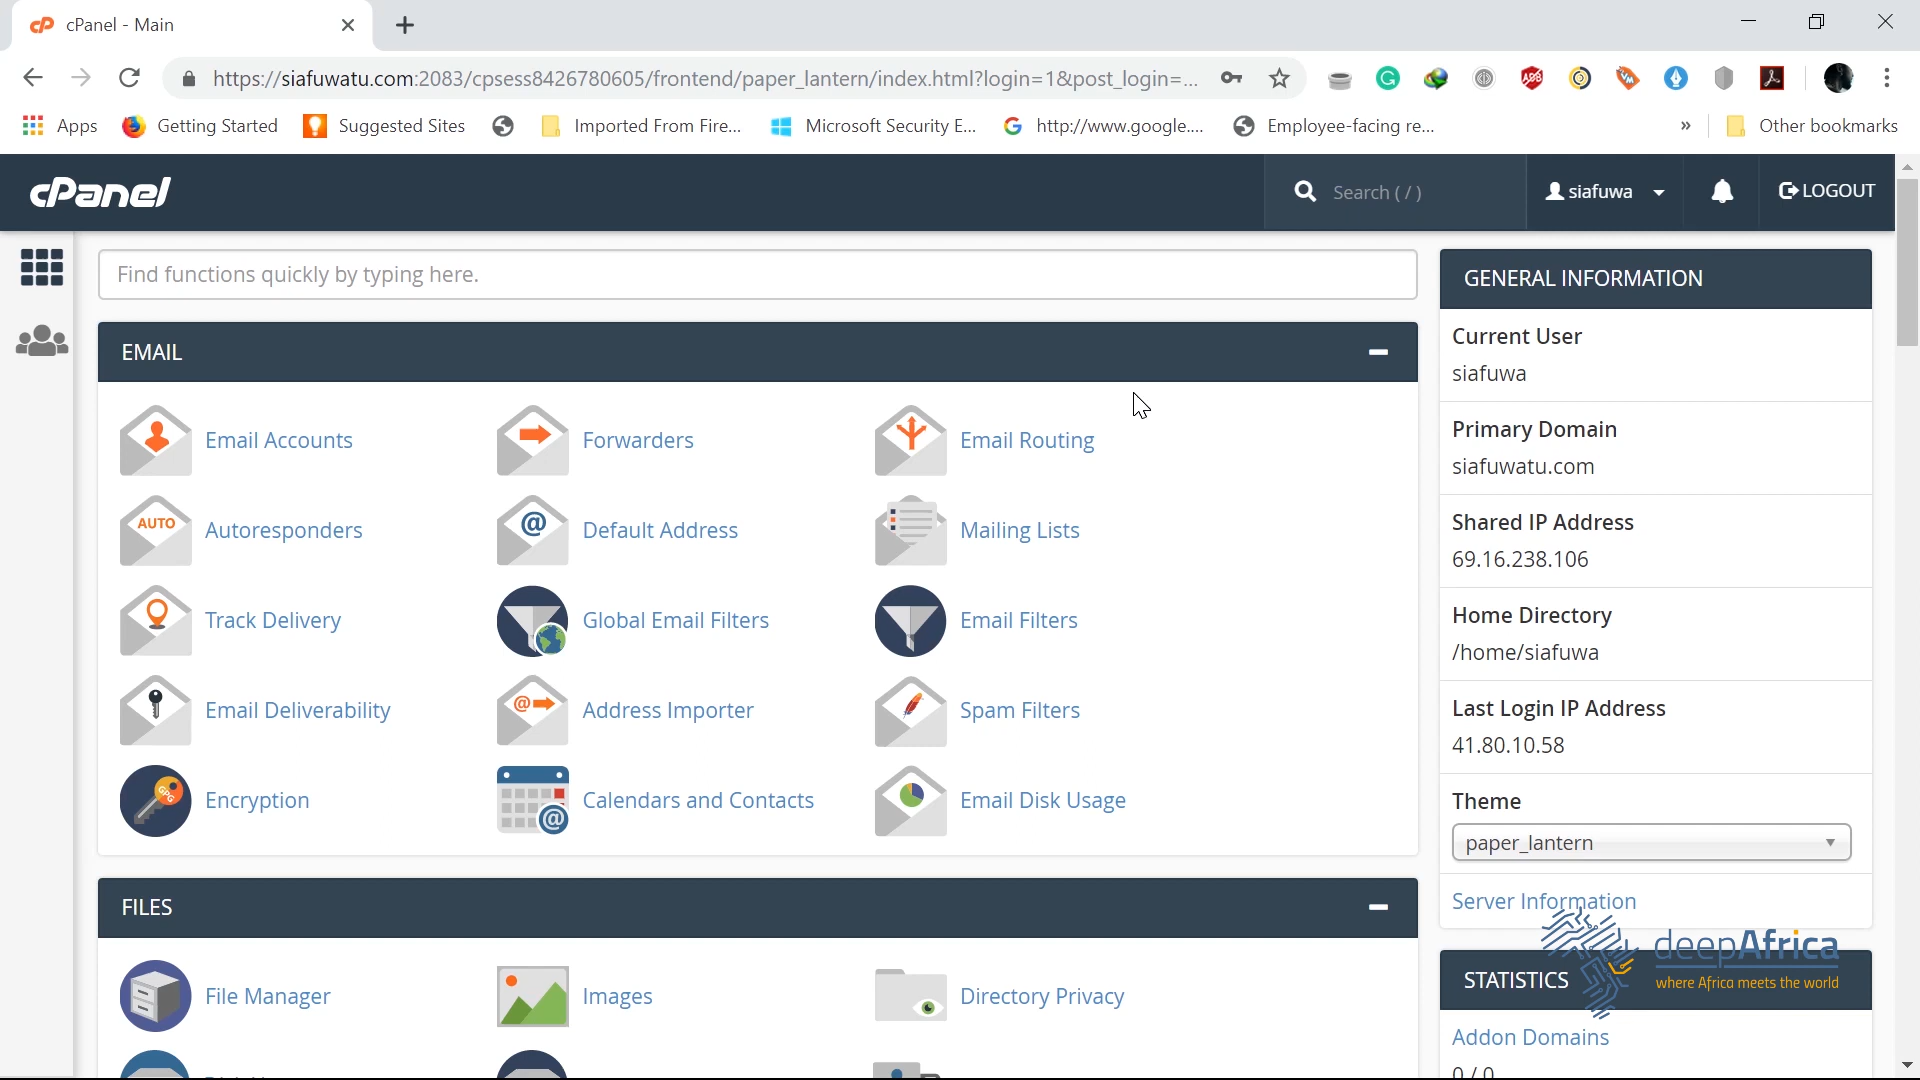 cPanel - Main
https://siafuwatu.com:2083/cpsess8426780605/frontend/paper_lantern/index.html?login=1&post_login=...
Apps
Getting Started
Suggested Sites
Imported From Fire...
Microsoft Security E...
http://www.google....
Employee-facing re...
»
Other bookmarks
cPanel
Search ( / )
siafuwa
LOGOUT
Find functions quickly by typing here.
EMAIL
Email Accounts
Forwarders
Email Routing
AUTO
Autoresponders
Default Address
Mailing Lists
Track Delivery
Global Email Filters
Email Filters
Email Deliverability
Address Importer
Spam Filters
GPG
Encryption
Calendars and Contacts
Email Disk Usage
FILES
File Manager
Images
Directory Privacy
GENERAL INFORMATION
Current User
siafuwa
Primary Domain
siafuwatu.com
Shared IP Address
69.16.238.106
Home Directory
/home/siafuwa
Last Login IP Address
41.80.10.58
Theme
paper_lantern
Server Information
deepAfrica
where Africa meets the world
STATISTICS
Addon Domains
0 / 0